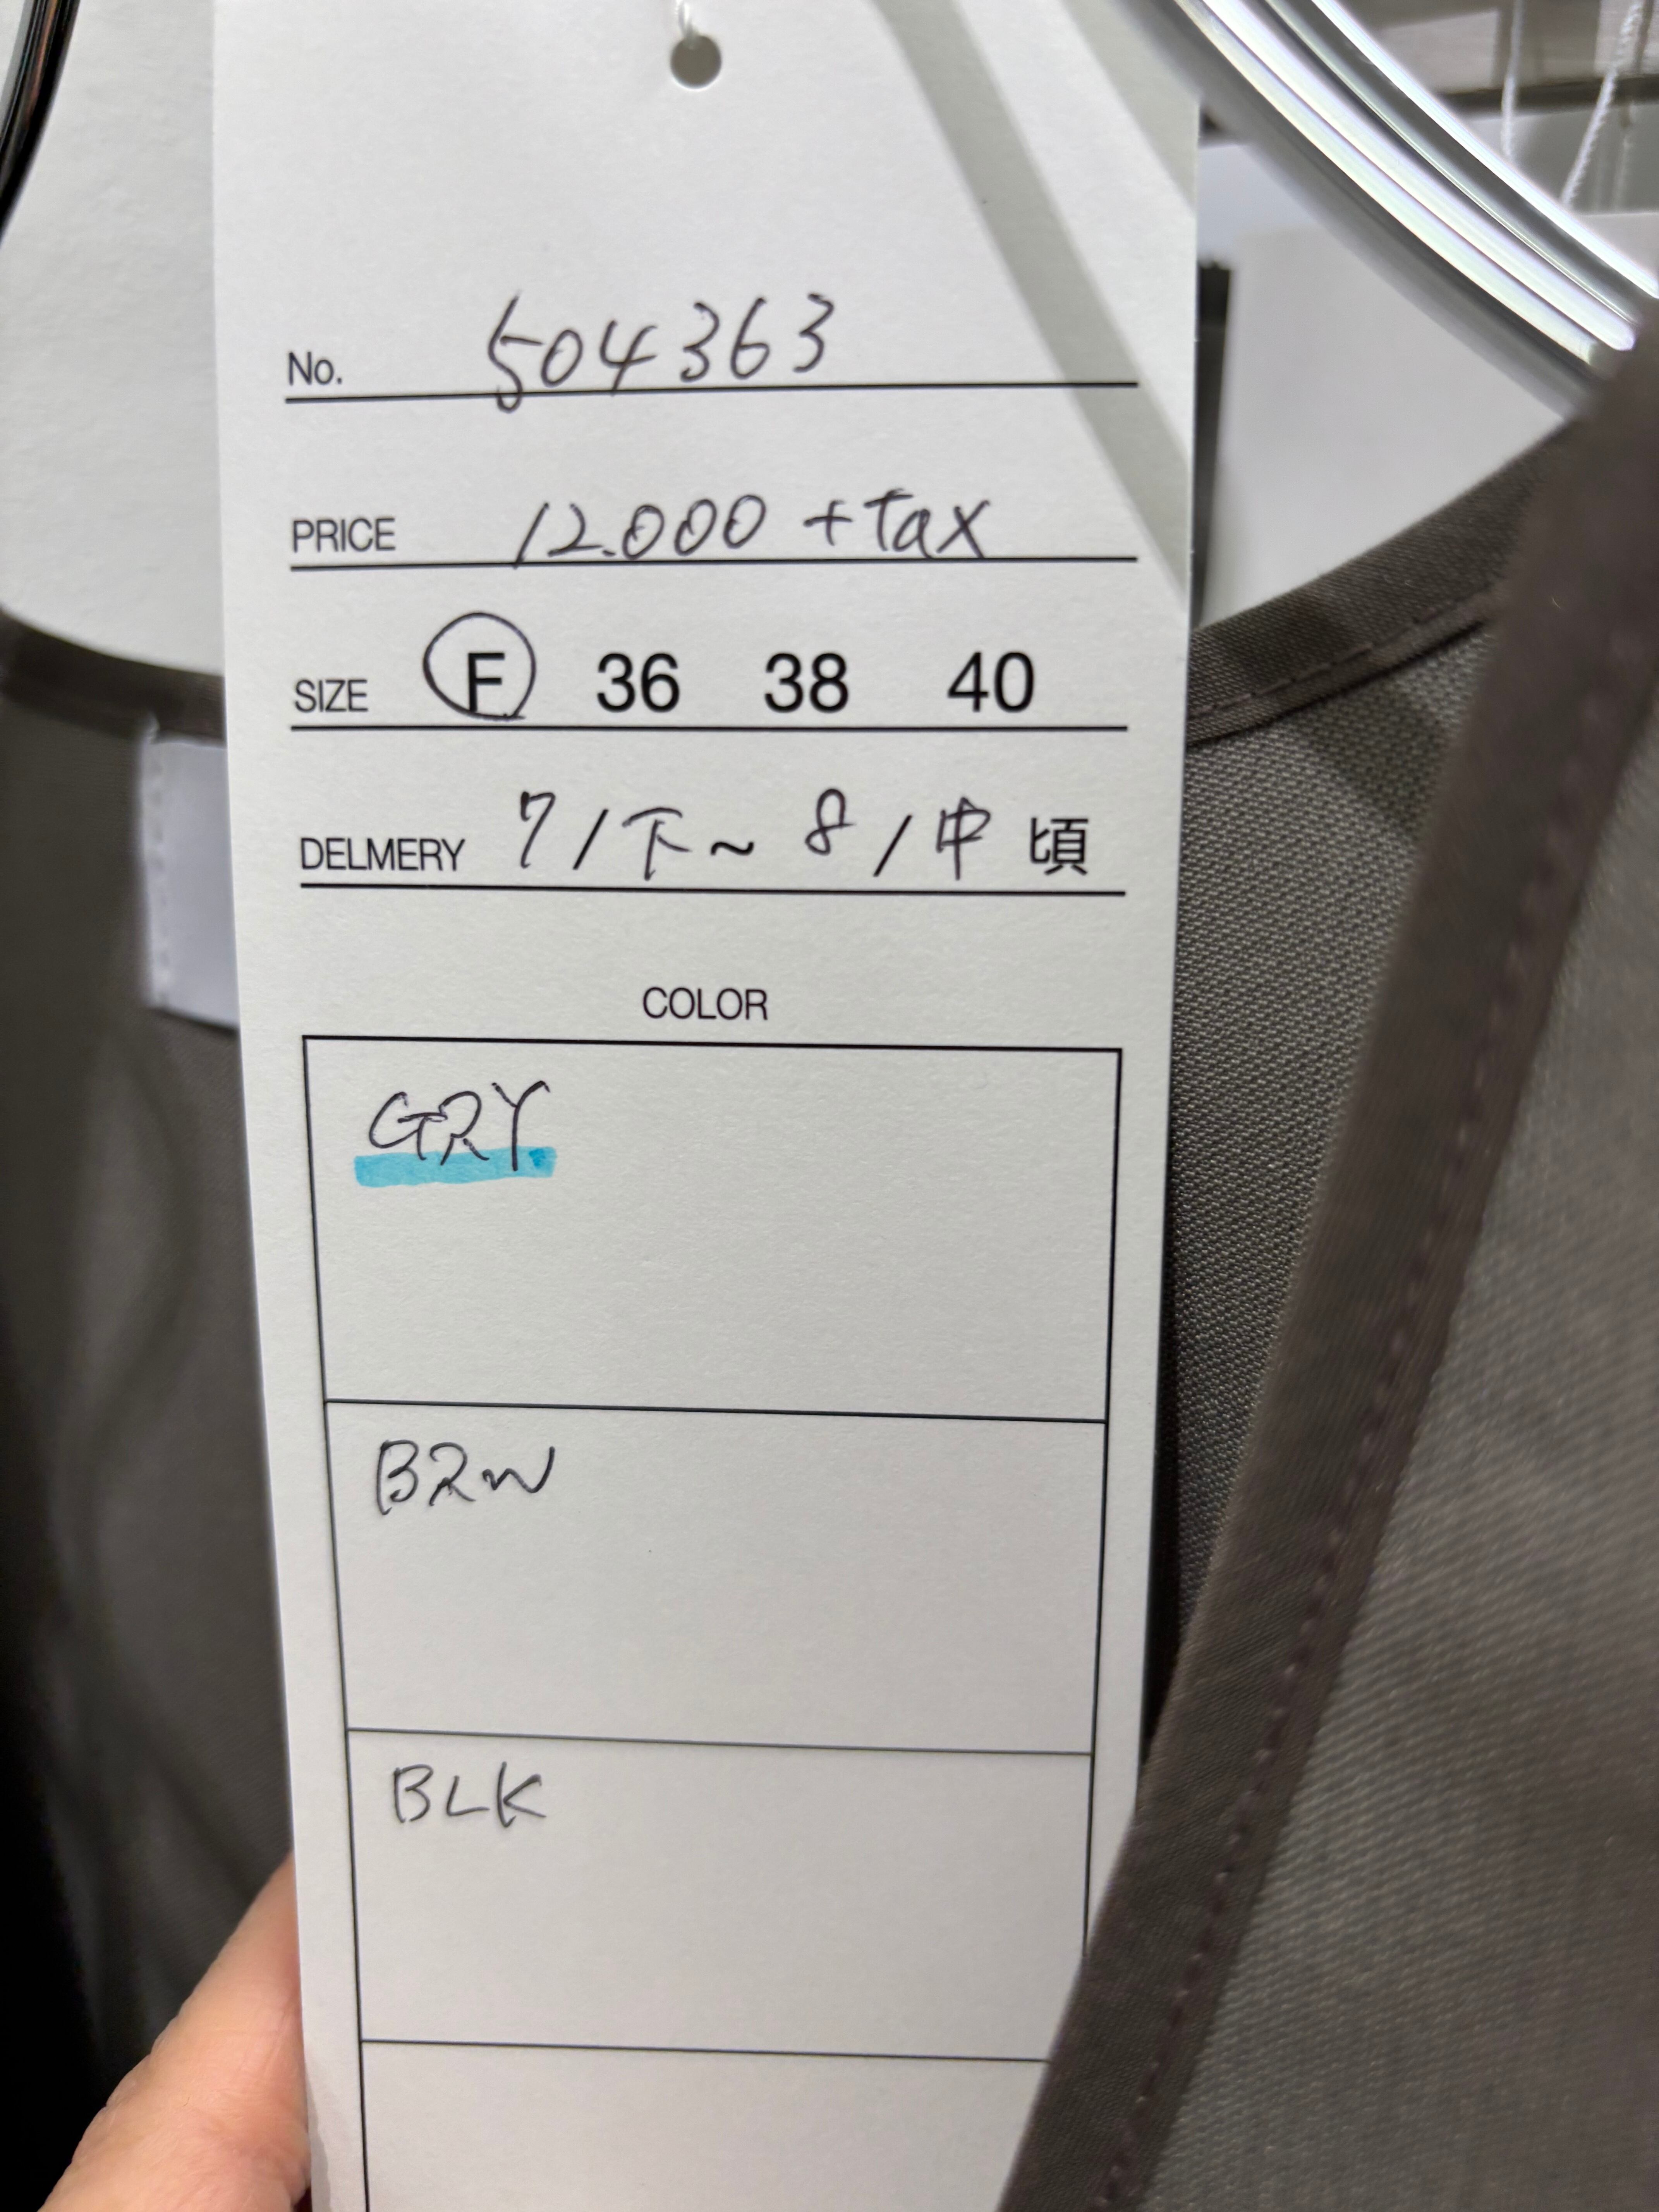 No. 504363
PRICE 12.000 +tax
SIZE F 36 38 40
DELMERY 7/下~8/中 頃
COLOR
GRY
BRW
BLK